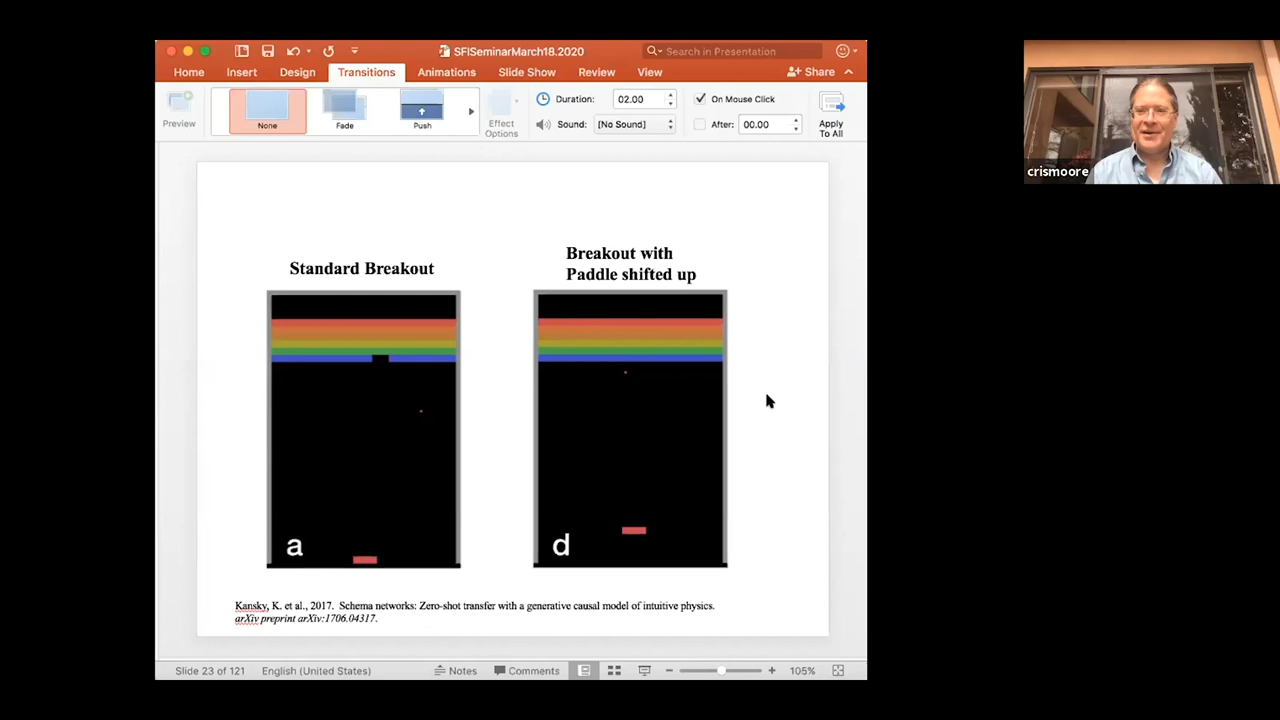 SFISeminarMarch18.2020
Search in Presentation
Home Insert Design Transitions Animations Slide Show Review View Share
Preview
None
Fade
Push
Effect
Options
Duration: 02.00
Sound: [No Sound]
On Mouse Click
After: 00.00
Apply
To All
crismoore
Standard Breakout
Breakout with
Paddle shifted up
a
d
Kansky, K. et al., 2017. Schema networks: Zero-shot transfer with a generative causal model of intuitive physics.
arXiv preprint arXiv:1706.04317.
Slide 23 of 121 English (United States) Notes Comments 105%